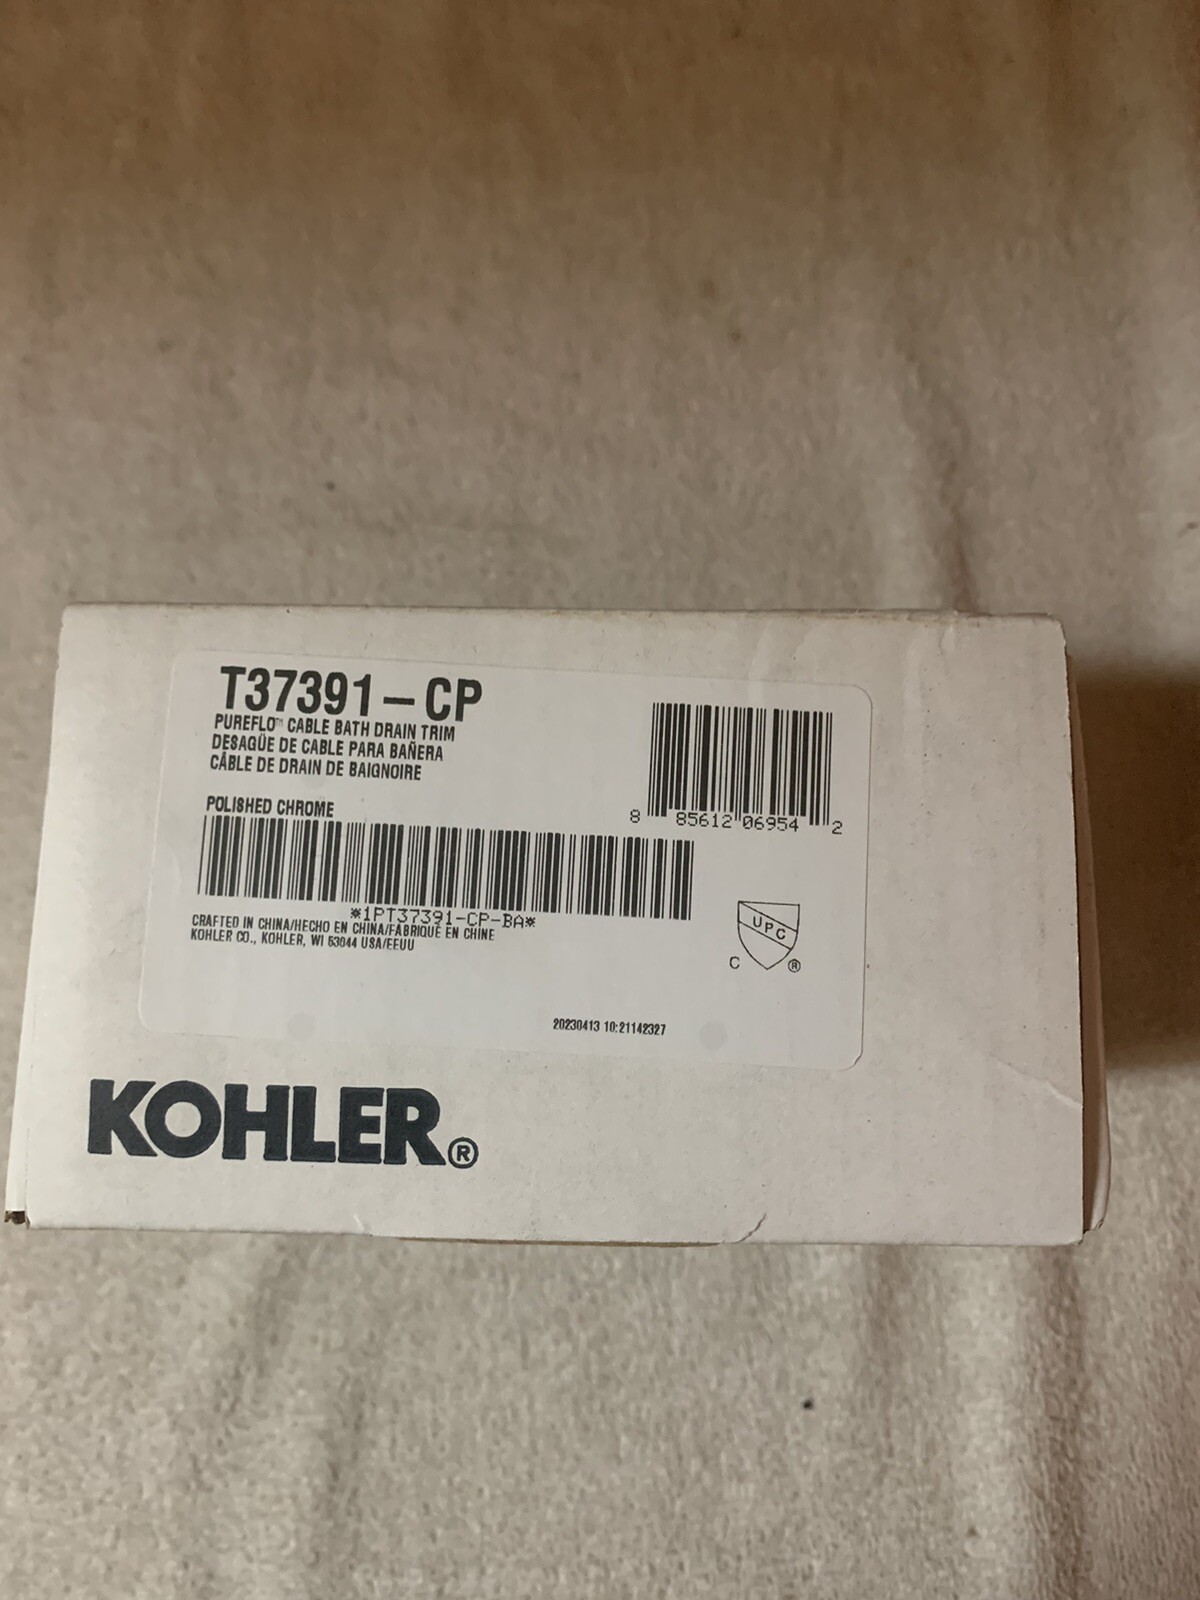 T37391-CP
PUREFLO™ CABLE BATH DRAIN TRIM
DESAGÜE DE CABLE PARA BAÑERA
CÂBLE DE DRAIN DE BAIGNOIRE
POLISHED CHROME
8 85612 06954 2
*1PT37391-CP-BA*
CRAFTED IN CHINA/HECHO EN CHINA/FABRIQUÉ EN CHINE
KOHLER CO., KOHLER, WI 53044 USA/EEUU
UPC
C ®
20230413 10:21142327
KOHLER®